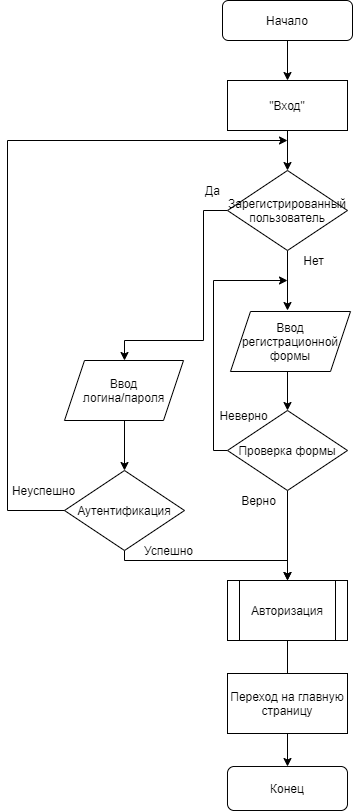 Начало
"Вход"
Да
Зарегистрированный
пользователь
Нет
Ввод
регистрационной
формы
Ввод
логина/пароля
Неверно
Проверка формы
Неуспешно
Верно
Аутентификация
Успешно
Авторизация
Переход на главную
страницу
Конец